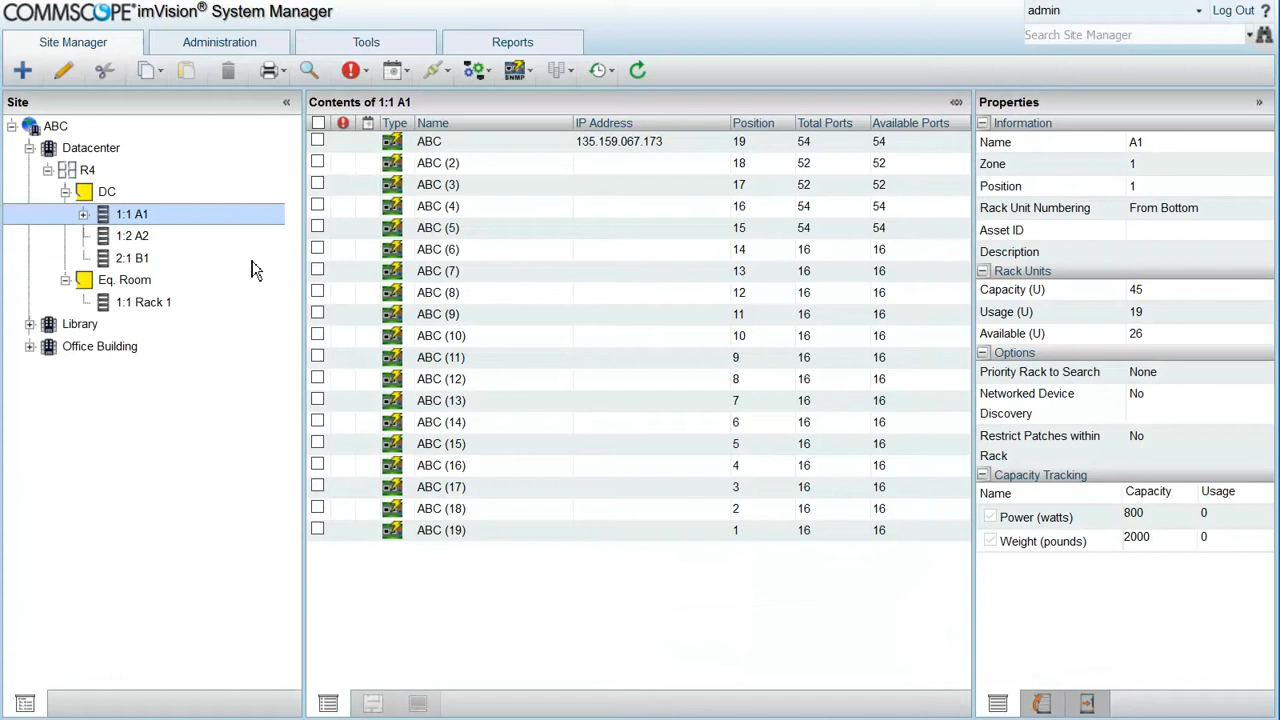 COMMSCOPE® imVision® System Manager
admin
Log Out ?
Site Manager
Administration
Tools
Reports
Search Site Manager
SNMP
Site «
Contents of 1:1 A1
Properties »
ABC
Datacenter
R4
DC
1:1 A1
1:2 A2
2:1 B1
Eq. Room
1:1 Rack 1
Library
Office Building
Type Name IP Address Position Total Ports Available Ports
ABC 135.159.067.173 19 54 54
ABC (2) 18 52 52
ABC (3) 17 52 52
ABC (4) 16 54 54
ABC (5) 15 54 54
ABC (6) 14 16 16
ABC (7) 13 16 16
ABC (8) 12 16 16
ABC (9) 11 16 16
ABC (10) 10 16 16
ABC (11) 9 16 16
ABC (12) 8 16 16
ABC (13) 7 16 16
ABC (14) 6 16 16
ABC (15) 5 16 16
ABC (16) 4 16 16
ABC (17) 3 16 16
ABC (18) 2 16 16
ABC (19) 1 16 16
Information
Name A1
Zone 1
Position 1
Rack Unit Numbering From Bottom
Asset ID
Description
Rack Units
Capacity (U) 45
Usage (U) 19
Available (U) 26
Options
Priority Rack to Search None
Networked Device No
Discovery
Restrict Patches within No
Rack
Capacity Tracking
Name Capacity Usage
Power (watts) 800 0
Weight (pounds) 2000 0